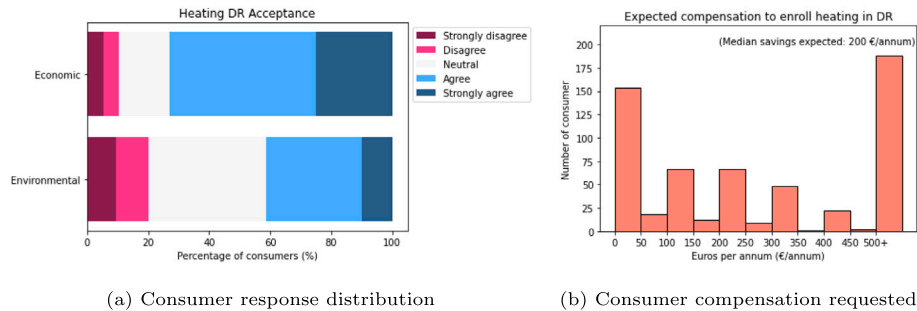 Heating DR Acceptance
Economic
Environmental
0 20 40 60 80 100
Percentage of consumers (%)
Strongly disagree
Disagree
Neutral
Agree
Strongly agree
(a) Consumer response distribution
Expected compensation to enroll heating in DR
(Median savings expected: 200 €/annum)
Number of consumer
200
175
150
125
100
75
50
25
0
0 50 100 150 200 250 300 350 400 450 500+
Euros per annum (€/annum)
(b) Consumer compensation requested